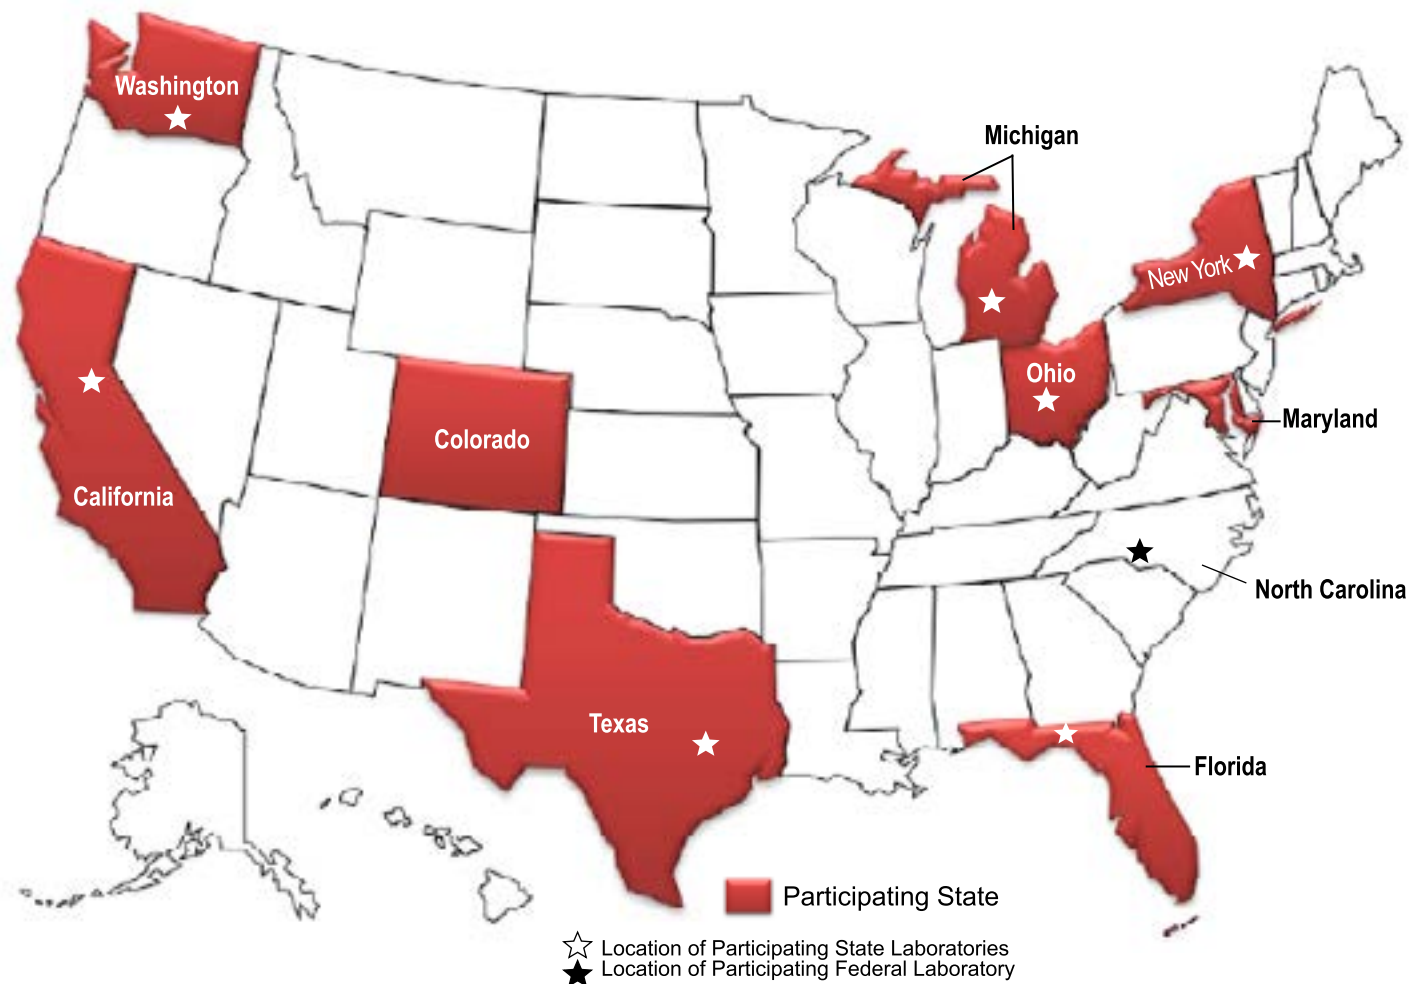 Washington
Michigan
New York
Ohio
Maryland
Colorado
California
North Carolina
Texas
Florida
Participating State
Location of Participating State Laboratories
Location of Participating Federal Laboratory